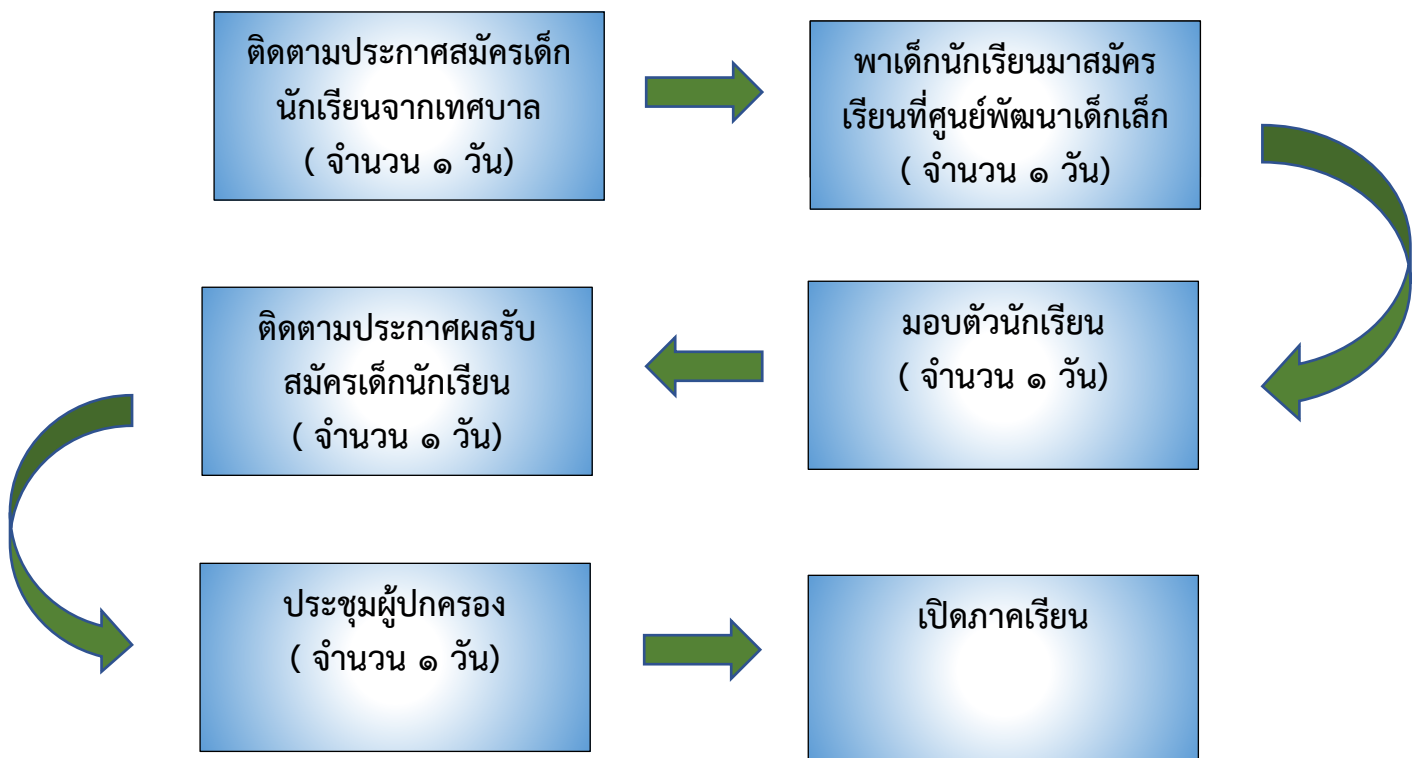 ติดตามประกาศสมัครเด็ก
นักเรียนจากเทศบาล
( จำนวน ๑ วัน)
พาเด็กนักเรียนมาสมัคร
เรียนที่ศูนย์พัฒนาเด็กเล็ก
( จำนวน ๑ วัน)
มอบตัวนักเรียน
( จำนวน ๑ วัน)
ติดตามประกาศผลรับ
สมัครเด็กนักเรียน
( จำนวน ๑ วัน)
ประชุมผู้ปกครอง
( จำนวน ๑ วัน)
เปิดภาคเรียน